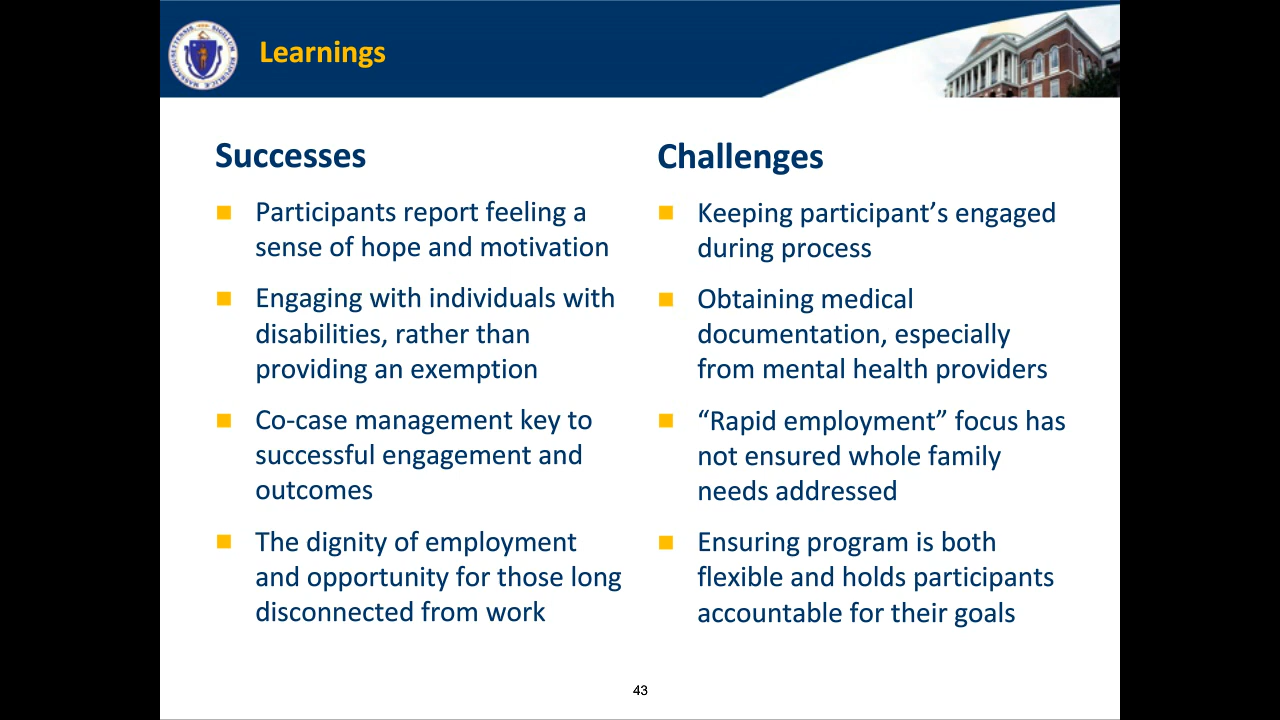 Learnings
Successes
Participants report feeling a
sense of hope and motivation
Engaging with individuals with
disabilities, rather than
providing an exemption
Co-case management key to
successful engagement and
outcomes
The dignity of employment
and opportunity for those long
disconnected from work
Challenges
Keeping participant’s engaged
during process
Obtaining medical
documentation, especially
from mental health providers
“Rapid employment” focus has
not ensured whole family
needs addressed
Ensuring program is both
flexible and holds participants
accountable for their goals
43